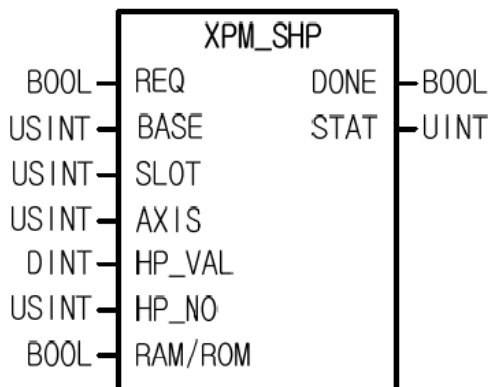 XPM_SHP
BOOL REQ DONE BOOL
USINT BASE STAT UINT
USINT SLOT
USINT AXIS
DINT HP_VAL
USINT HP_NO
BOOL RAM/ROM